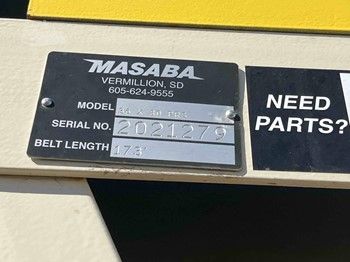 MASABA
VERMILLION, SD
605-624-9555
MODEL
SERIAL NO. 2021279
BELT LENGTH 173'
NEED
PARTS?